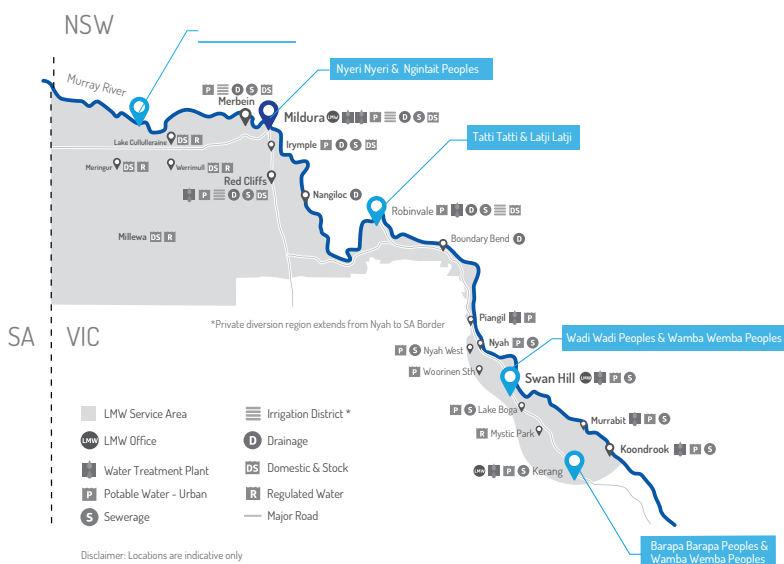 NSW
Nyeri Nyeri & Ngintait Peoples
Murray River
P D S DS
Merbein
Mildura LMW P D S DS
Tatti Tatti & Latji Latji
Lake Cullulleraine DS R
Irymple P D S DS
Meringur DS R
Werrimull DS R
Red Cliffs
P D S DS
Nangiloc D
Robinvale P D S DS
Millewa DS R
Boundary Bend D
*Private diversion region extends from Nyah to SA Border
Piangil P
SA VIC
Wadi Wadi Peoples & Wamba Wemba Peoples
Nyah P S
P S Nyah West
P Woorinen Sth
Swan Hill LMW P S
P S Lake Boga
Murrabit P S
R Mystic Park
Koondrook P S
LMW P S Kerang
LMW Service Area
LMW LMW Office
Water Treatment Plant
P Potable Water - Urban
S Sewerage
Irrigation District *
D Drainage
DS Domestic & Stock
R Regulated Water
Major Road
Barapa Barapa Peoples &
Wamba Wemba Peoples
Disclaimer: Locations are indicative only